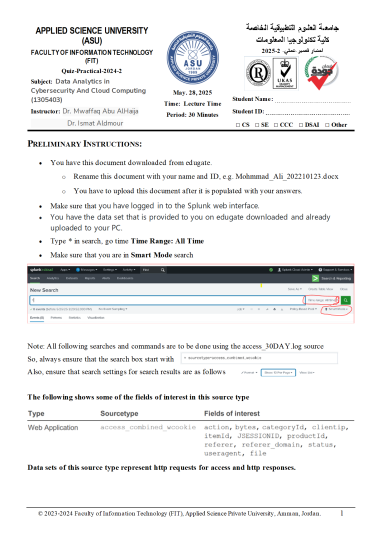 APPLIED SCIENCE UNIVERSITY
(ASU)
FACULTY OF INFORMATION TECHNOLOGY
(FIT)
Quiz-Practical-2024-2
Subject: Data Analytics in
Cybersecurity And Cloud Computing
(1305403)
Instructor: Dr. Mwaffaq Abu AlHaija
Dr. Ismat Aldmour
ASU
May. 28, 2025
Time: Lecture Time
Period: 30 Minutes
جامعة العلوم التطبيقية الخاصة
كلية تكنولوجيا المعلومات
امتحان قصير عملي. 2-2025
UKAS
Student Name:
Student ID:
□ CS □ SE □ CCC □ DSAI □ Other
PRELIMINARY INSTRUCTIONS:
• You have this document downloaded from edugate.
o Rename this document with your name and ID, e.g. Mohmmad_Ali_202210123.docx
o You have to upload this document after it is populated with your answers.
• Make sure that you have logged in to the Splunk web interface.
• You have the data set that is provided to you on edugate downloaded and already
uploaded to your PC.
• Type * in search, go time Time Range: All Time
• Make sure that you are in Smart Mode search
New Search
Note: All following searches and commands are to be done using the access_30DAY.log source
So, always ensure that the search box start with
sourcetype=access_combined_wcookie
Also, ensure that search settings for search results are as follows
The following shows some of the fields of interest in this source type
Type Sourcetype Fields of interest
Web Application access_combined_wcookie action, bytes, categoryId, clientip,
itemId, JSESSIONID, productId,
referer, referer_domain, status,
useragent, file
Data sets of this source type represent http requests for access and http responses.
© 2023-2024 Faculty of Information Technology (FIT), Applied Science Private University, Amman, Jordan. 1